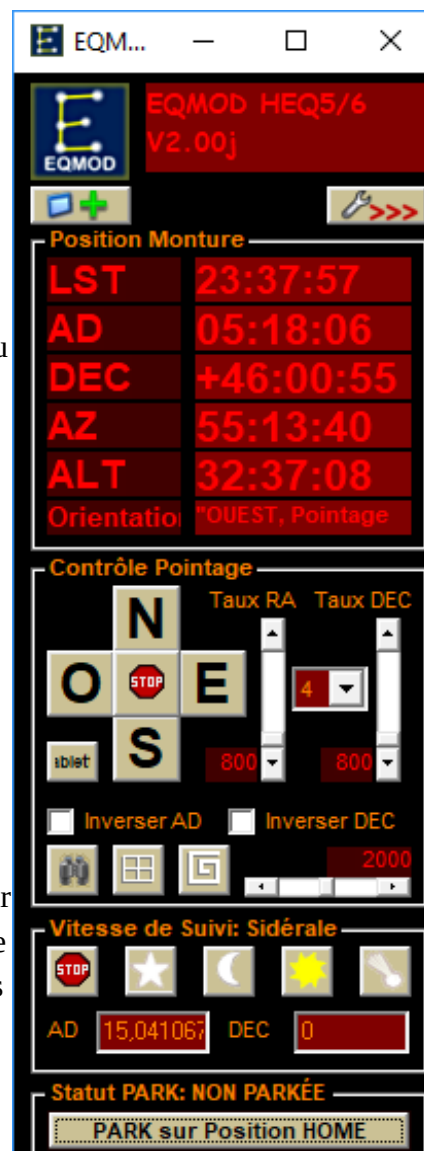 EQM...
EQMOD
EQMOD HEQ5/6
V2.00j
>>>
Position Monture
LST 23:37:57
AD 05:18:06
DEC +46:00:55
AZ 55:13:40
ALT 32:37:08
Orientatio "OUEST, Pointage
u
Contrôle Pointage
Taux RA Taux DEC
N
O STOP E
S
4
ablet
800 800
Inverser AD Inverser DEC
2000
r
e
s
Vitesse de Suivi: Sidérale
STOP
AD 15,041067 DEC 0
Statut PARK: NON PARKÉE
PARK sur Position HOME